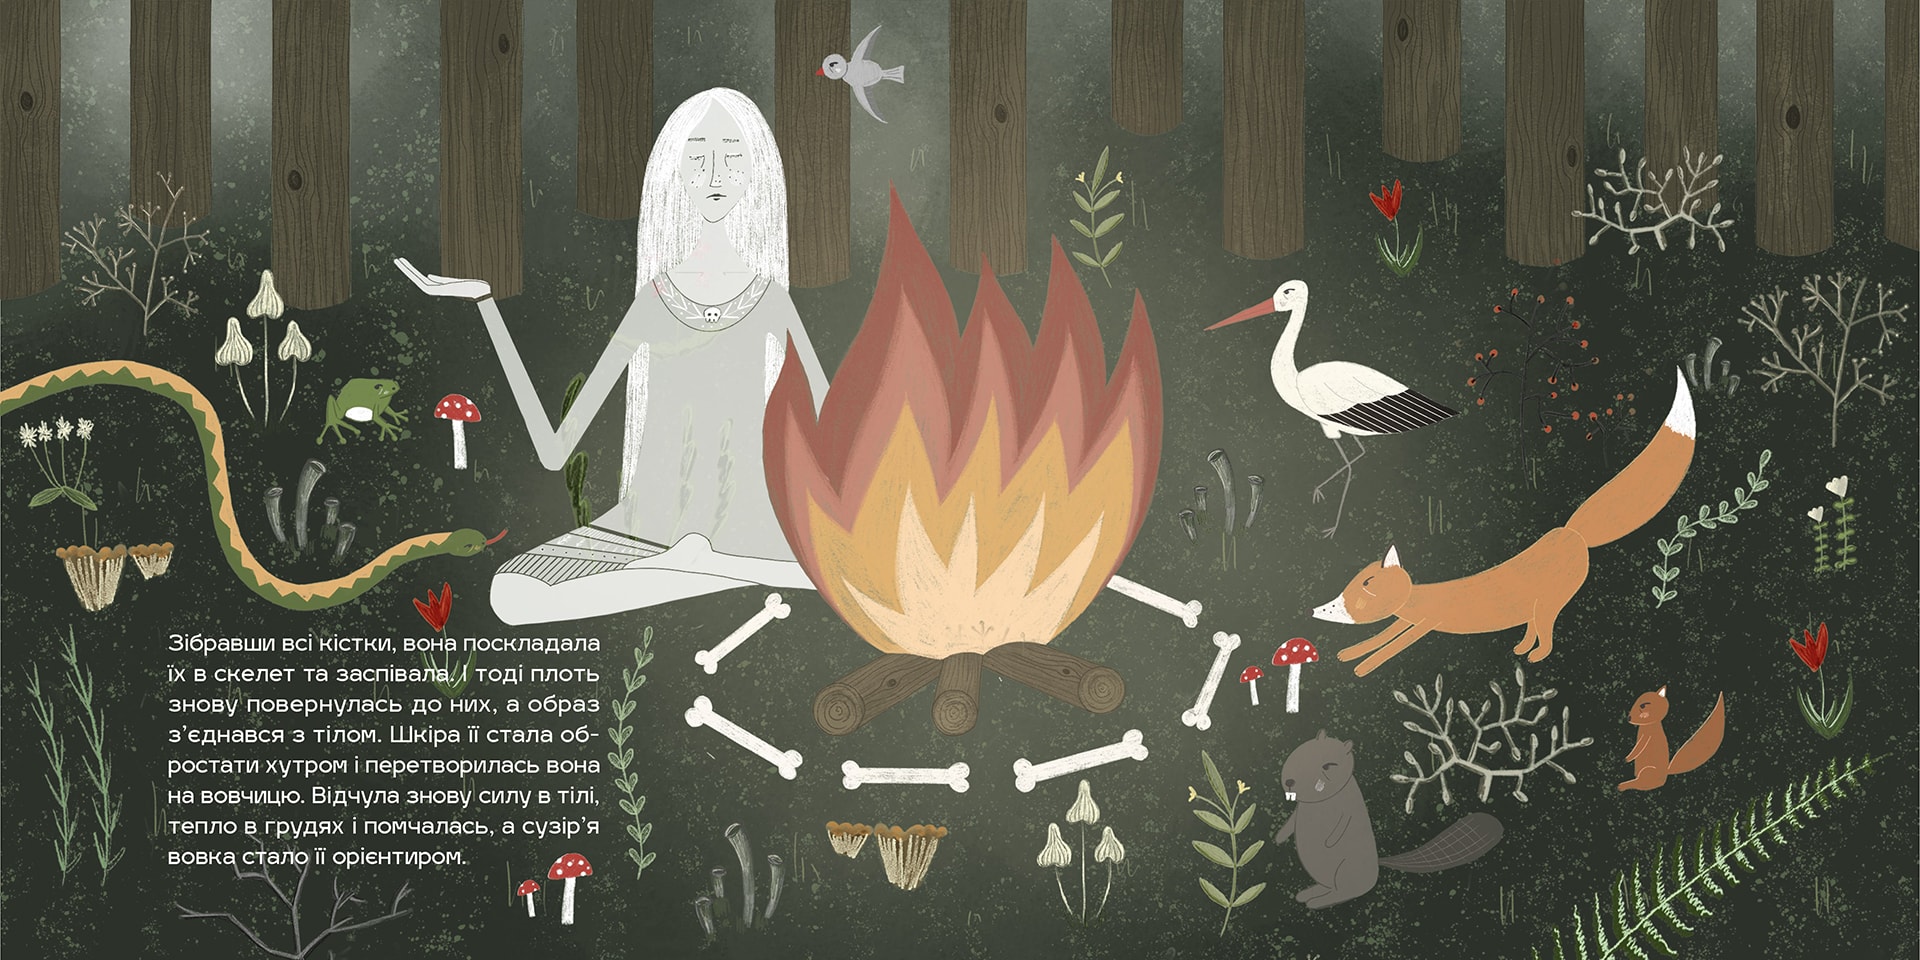 Зібравши всі кістки, вона поскладала
їх в скелет та заспівала. І тоді плоть
знову повернулась до них, а образ
з’єднався з тілом. Шкіра її стала об-
ростати хутром і перетворилась вона
на вовчицю. Відчула знову силу в тілі,
тепло в грудях і помчалась, а сузір’я
вовка стало її орієнтиром.